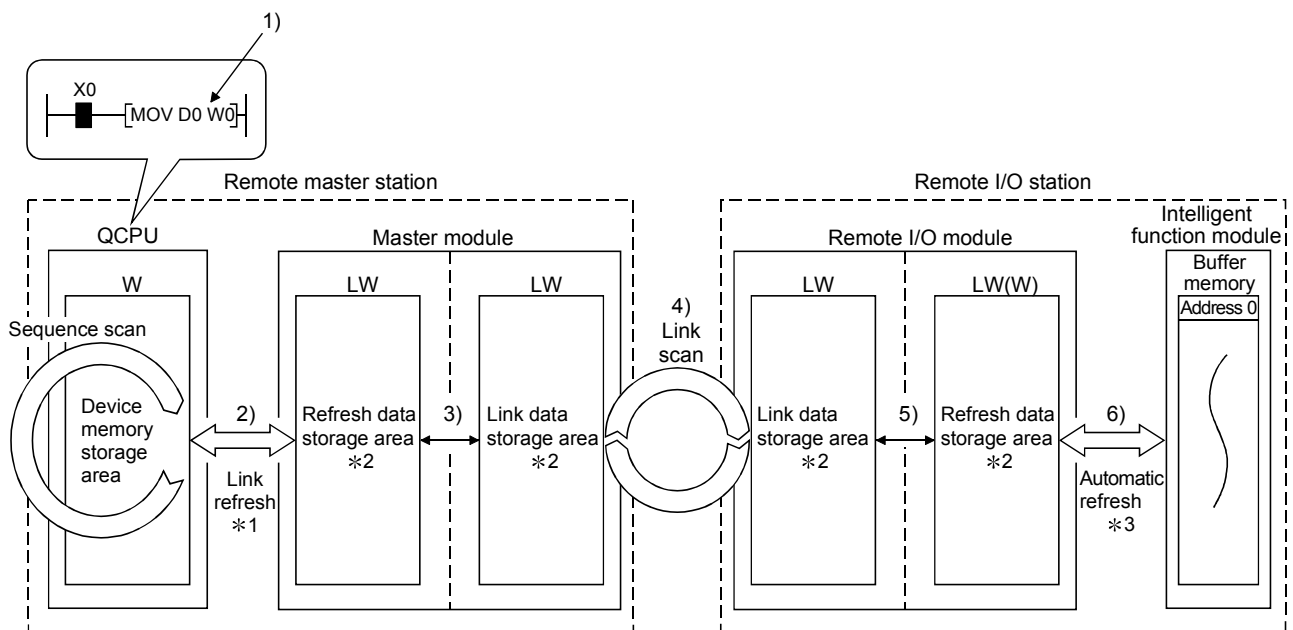 1)
X0
MOV D0 W0
Remote master station
Remote I/O station
QCPU
Master module
Remote I/O module
Intelligent
function module
W
LW
LW
LW
LW(W)
Buffer
memory
Address 0
Sequence scan
Device
memory
storage
area
2)
Link
refresh
*1
Refresh data
storage area
*2
3)
Link data
storage area
*2
4)
Link
scan
Link data
storage area
*2
5)
Refresh data
storage area
*2
6)
Automatic
refresh
*3